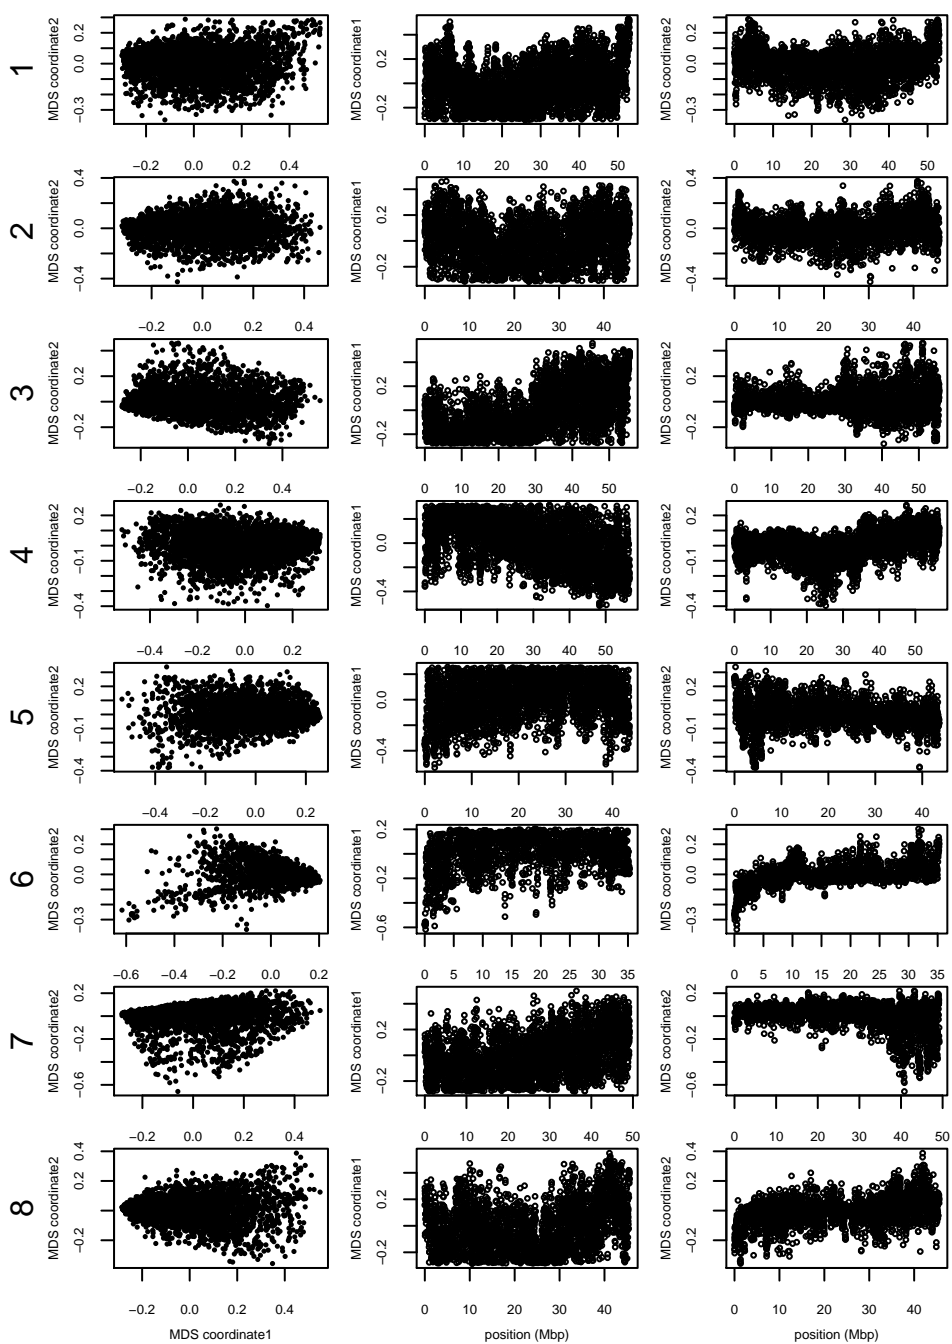 1
MDS coordinate2
−0.3 0.0 0.2
−0.2 0.0 0.2 0.4
MDS coordinate1
−0.2 0.2
0 10 20 30 40 50
MDS coordinate2
−0.3 0.0 0.2
0 10 20 30 40 50
2
MDS coordinate2
−0.4 0.0 0.4
−0.2 0.0 0.2 0.4
MDS coordinate1
−0.2 0.2
0 10 20 30 40
MDS coordinate2
−0.4 0.0 0.4
0 10 20 30 40
3
MDS coordinate2
−0.2 0.2
−0.2 0.0 0.2 0.4
MDS coordinate1
−0.2 0.2
0 10 20 30 40 50
MDS coordinate2
−0.2 0.2
0 10 20 30 40 50
4
MDS coordinate2
−0.4 −0.1 0.2
−0.4 −0.2 0.0 0.2
MDS coordinate1
−0.4 0.0
0 10 20 30 40 50
MDS coordinate2
−0.4 −0.1 0.2
0 10 20 30 40 50
5
MDS coordinate2
−0.4 −0.1 0.2
−0.4 −0.2 0.0 0.2
MDS coordinate1
−0.4 0.0
0 10 20 30 40
MDS coordinate2
−0.4 −0.1 0.2
0 10 20 30 40
6
MDS coordinate2
−0.3 0.0 0.2
−0.6 −0.4 −0.2 0.0 0.2
MDS coordinate1
−0.6 −0.2 0.2
0 5 10 15 20 25 30 35
MDS coordinate2
−0.3 0.0 0.2
0 5 10 15 20 25 30 35
7
MDS coordinate2
−0.6 −0.2 0.2
−0.2 0.0 0.2 0.4
MDS coordinate1
−0.2 0.2
0 10 20 30 40 50
MDS coordinate2
−0.6 −0.2 0.2
0 10 20 30 40 50
8
MDS coordinate2
−0.2 0.2 0.4
−0.2 0.0 0.2 0.4
MDS coordinate1
MDS coordinate1
−0.2 0.2
0 10 20 30 40
position (Mbp)
MDS coordinate2
−0.2 0.2 0.4
0 10 20 30 40
position (Mbp)